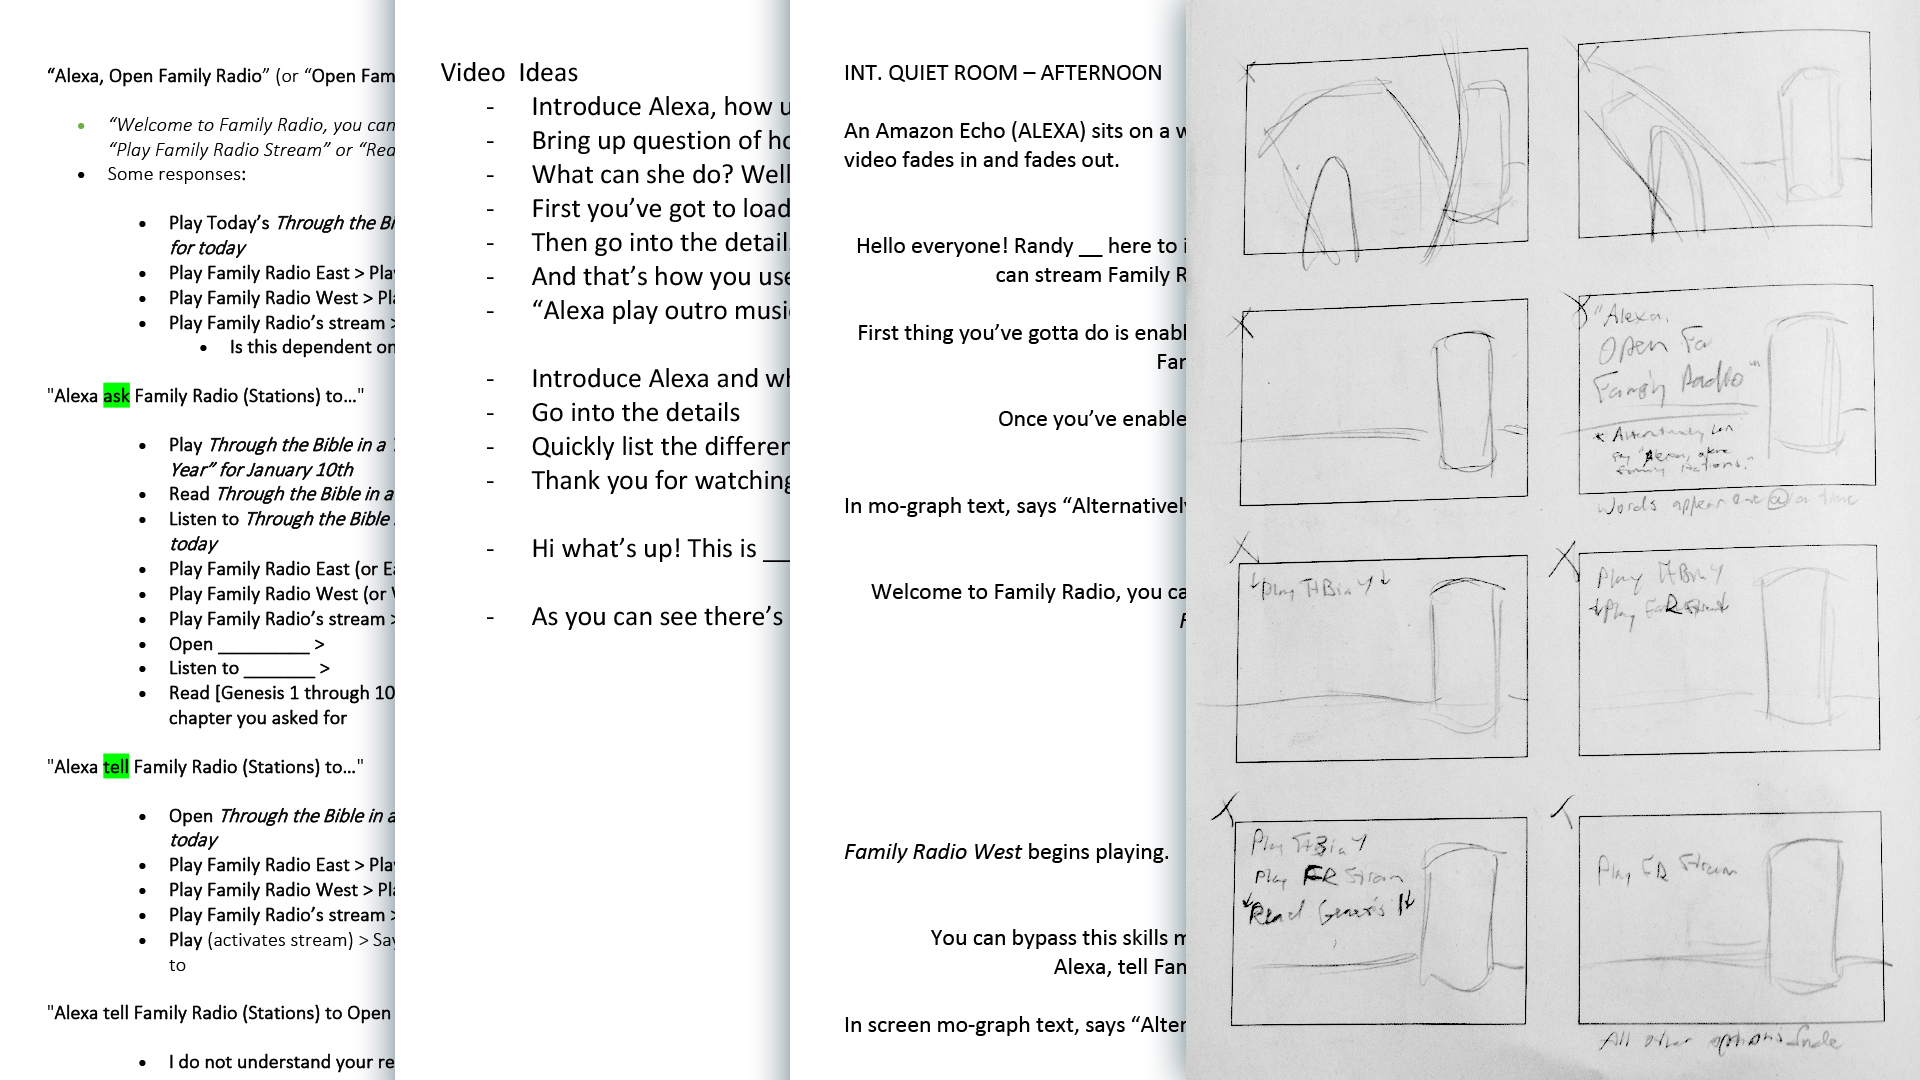 “Alexa, Open Family Radio” (or “Open Fam
“Welcome to Family Radio, you can
“Play Family Radio Stream” or “Rea
Some responses:
Play Today’s Through the Bi
for today
Play Family Radio East > Pla
Play Family Radio West > Pl
Play Family Radio’s stream >
Is this dependent on
"Alexa ask Family Radio (Stations) to…"
Play Through the Bible in a
Year” for January 10th
Read Through the Bible in a
Listen to Through the Bible
today
Play Family Radio East (or E
Play Family Radio West (or
Play Family Radio’s stream >
Open _________ >
Listen to _______ >
Read [Genesis 1 through 10
chapter you asked for
"Alexa tell Family Radio (Stations) to…"
Open Through the Bible in a
today
Play Family Radio East > Pla
Play Family Radio West > Pl
Play Family Radio’s stream >
Play (activates stream) > Say
to
"Alexa tell Family Radio (Stations) to Open
I do not understand your re
Video Ideas
- Introduce Alexa, how u
- Bring up question of ho
- What can she do? Well
- First you’ve got to load
- Then go into the detail
- And that’s how you use
- “Alexa play outro musi
- Introduce Alexa and wh
- Go into the details
- Quickly list the differen
- Thank you for watching
- Hi what’s up! This is __
- As you can see there’s
INT. QUIET ROOM – AFTERNOON
An Amazon Echo (ALEXA) sits on a w
video fades in and fades out.
Hello everyone! Randy __ here to i
can stream Family R
First thing you’ve gotta do is enabl
Far
Once you’ve enable
In mo-graph text, says “Alternativel
Welcome to Family Radio, you ca
F
Family Radio West begins playing.
You can bypass this skills m
Alexa, tell Fam
In screen mo-graph text, says “Alter
"Alexa,
Open Fa
Family Radio"
* Alternatively can
say "Alexa, open
Family Stations."
Words appear one @ a time
Play TtBiaY
Play TtBiaY
Play FR Stream
Play TtBiaY
Play FR Stream
Read Genesis 1
Play FR Stream
All other options fade